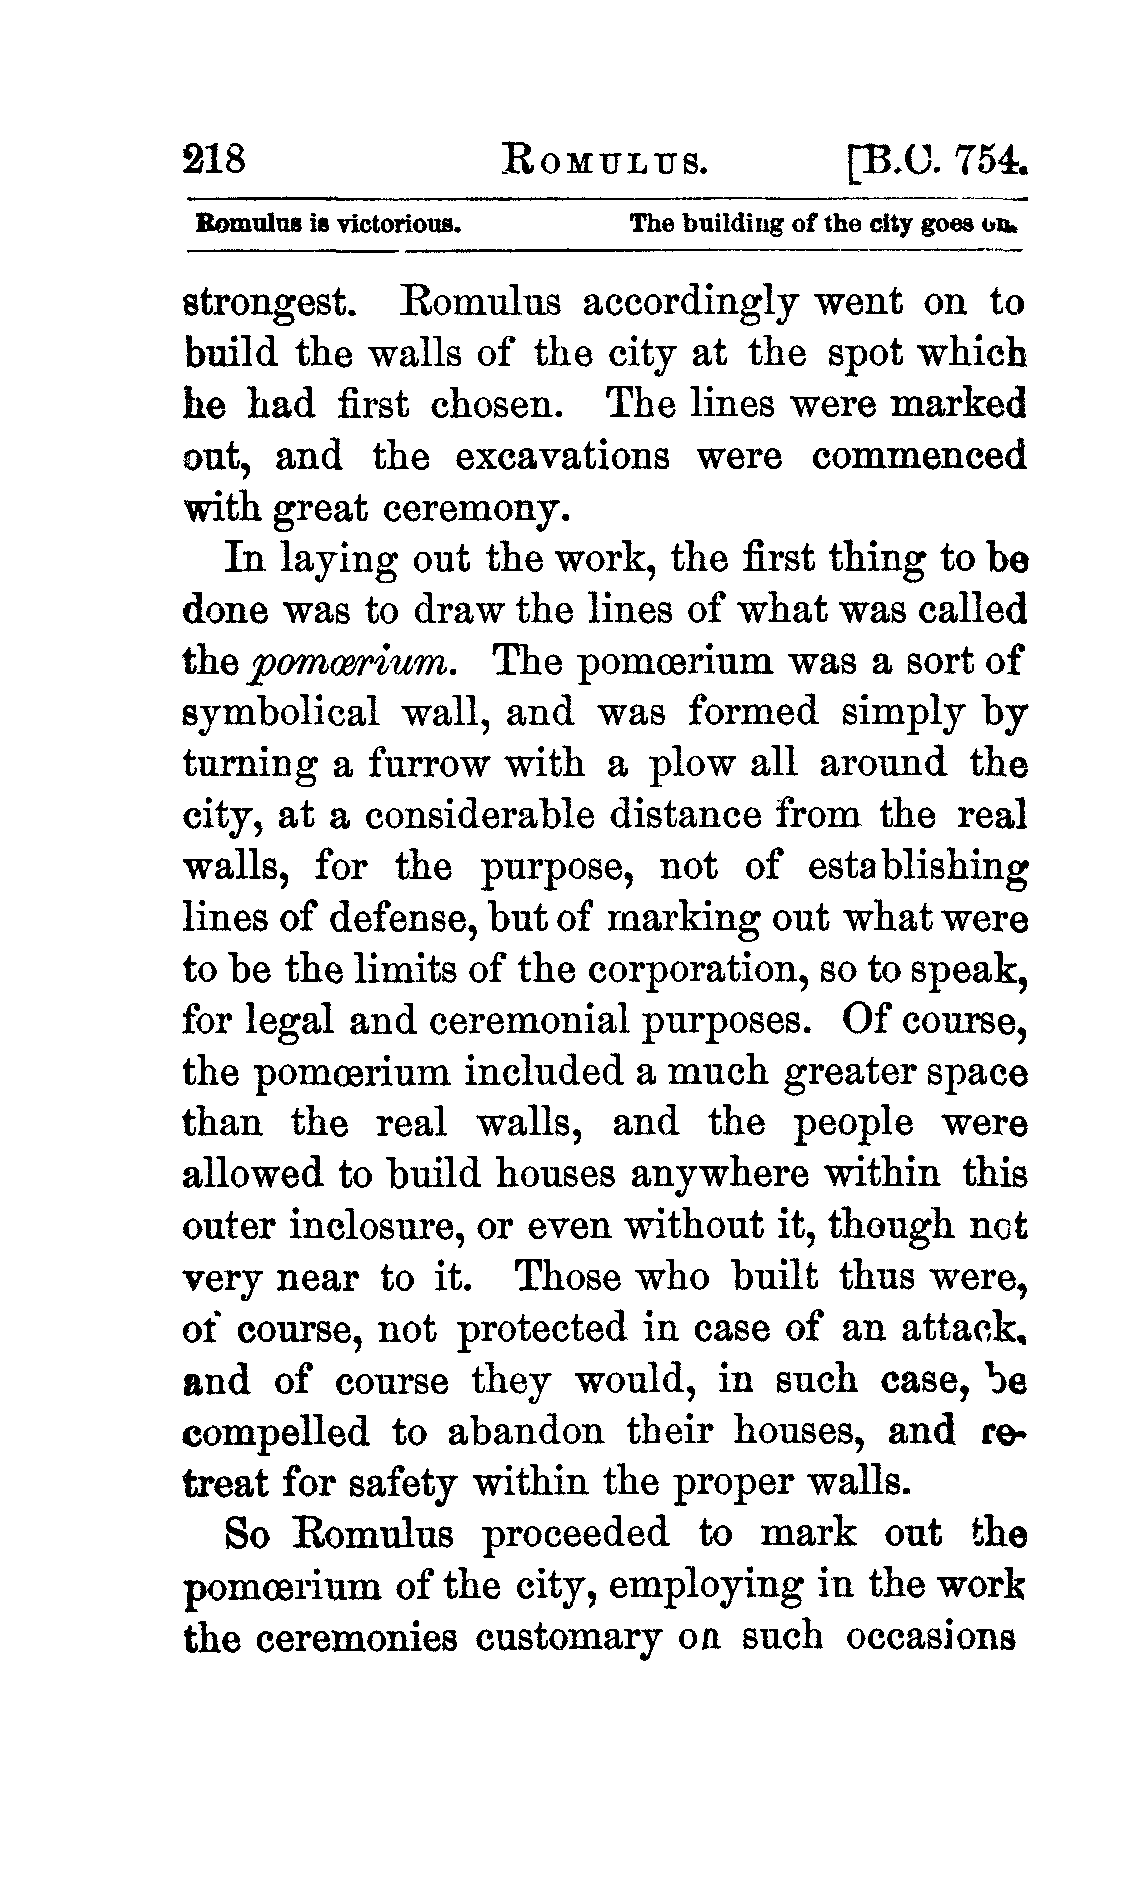 218 ROMULUS. [B.C. 754.
Romulus is victorious. The building of the city goes on.
strongest. Romulus accordingly went on to
build the walls of the city at the spot which
he had first chosen. The lines were marked
out, and the excavations were commenced
with great ceremony.
In laying out the work, the first thing to be
done was to draw the lines of what was called
the pomœrium. The pomœrium was a sort of
symbolical wall, and was formed simply by
turning a furrow with a plow all around the
city, at a considerable distance from the real
walls, for the purpose, not of establishing
lines of defense, but of marking out what were
to be the limits of the corporation, so to speak,
for legal and ceremonial purposes. Of course,
the pomœrium included a much greater space
than the real walls, and the people were
allowed to build houses anywhere within this
outer inclosure, or even without it, though not
very near to it. Those who built thus were,
of course, not protected in case of an attack,
and of course they would, in such case, be
compelled to abandon their houses, and re-
treat for safety within the proper walls.
So Romulus proceeded to mark out the
pomœrium of the city, employing in the work
the ceremonies customary on such occasions